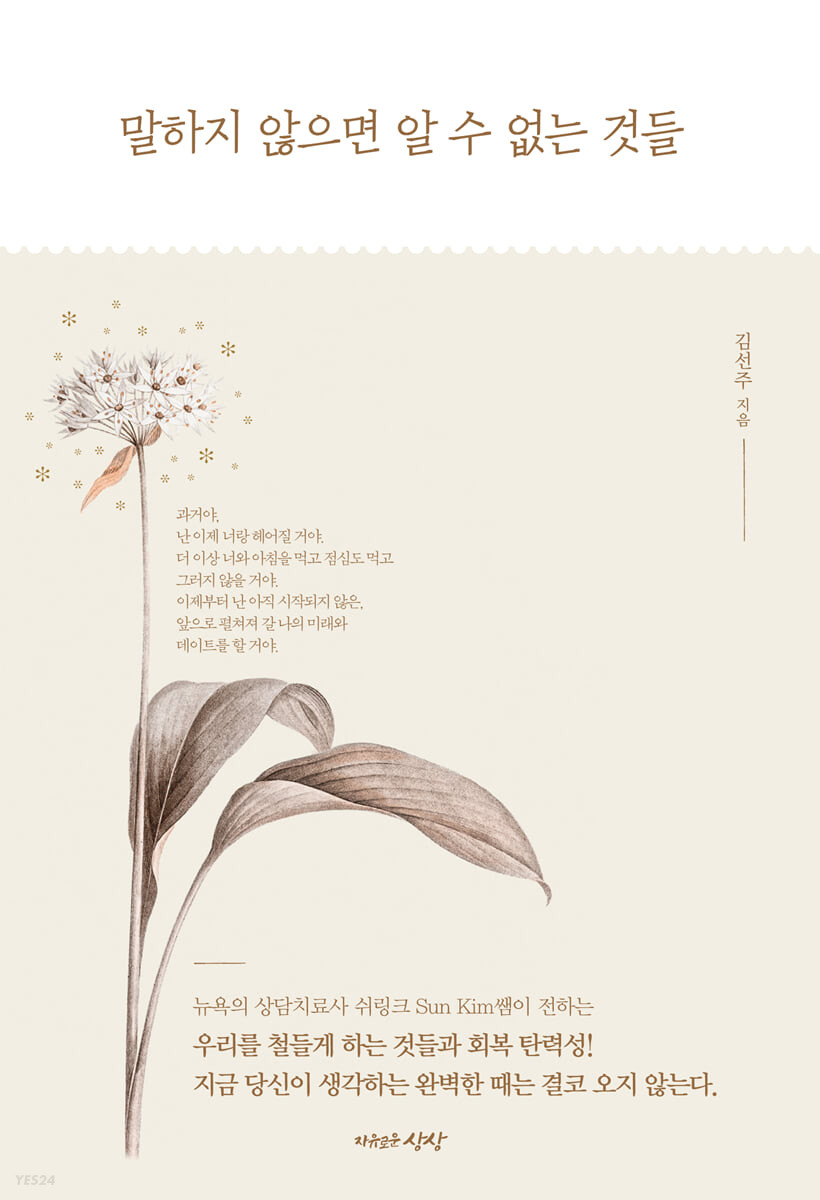 말하지 않으면 알 수 없는 것들
김선주 지음
과거야,
난 이제 너랑 헤어질 거야.
더 이상 너와 아침을 먹고 점심도 먹고
그러지 않을 거야.
이제부터 난 아직 시작되지 않은,
앞으로 펼쳐져 갈 나의 미래와
데이트를 할 거야.
뉴욕의 상담치료사 쉬링크 Sun Kim쌤이 전하는
우리를 철들게 하는 것들과 회복 탄력성!
지금 당신이 생각하는 완벽한 때는 결코 오지 않는다.
자유로운 상상
YES24